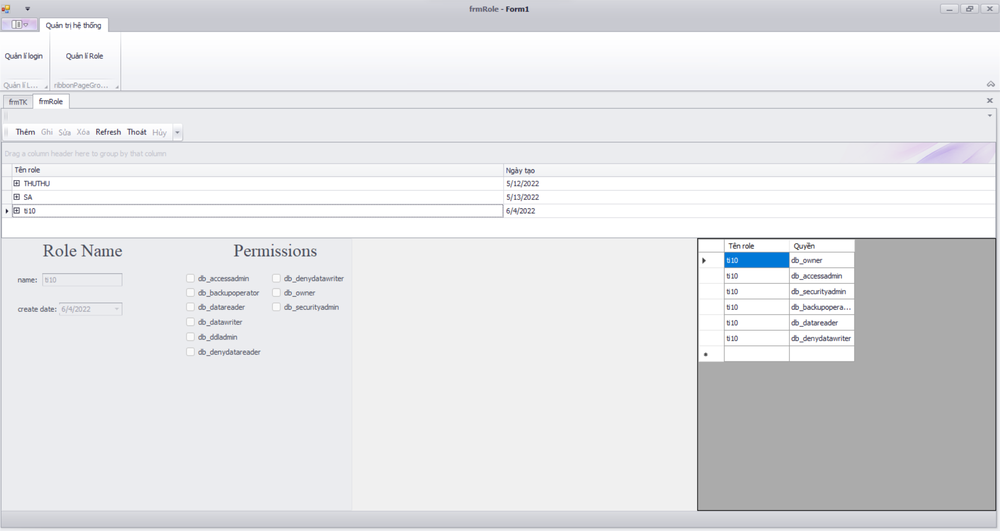 frmRole - Form1
Quản trị hệ thống
Quản lí login
Quản lí Role
Quản lí L...
ribbonPageGro...
frmTK
frmRole
Thêm Ghi Sửa Xóa Refresh Thoát Hủy
Drag a column header here to group by that column
Tên role Ngày tạo
THUTHU 5/12/2022
SA 5/13/2022
ti10 6/4/2022
Role Name
name: ti10
create date: 6/4/2022
Permissions
db_accessadmin db_denydatawriter
db_backupoperator db_owner
db_datareader db_securityadmin
db_datawriter
db_ddladmin
db_denydatareader
Tên role Quyền
ti10 db_owner
ti10 db_accessadmin
ti10 db_securityadmin
ti10 db_backupopera...
ti10 db_datareader
ti10 db_denydatawriter